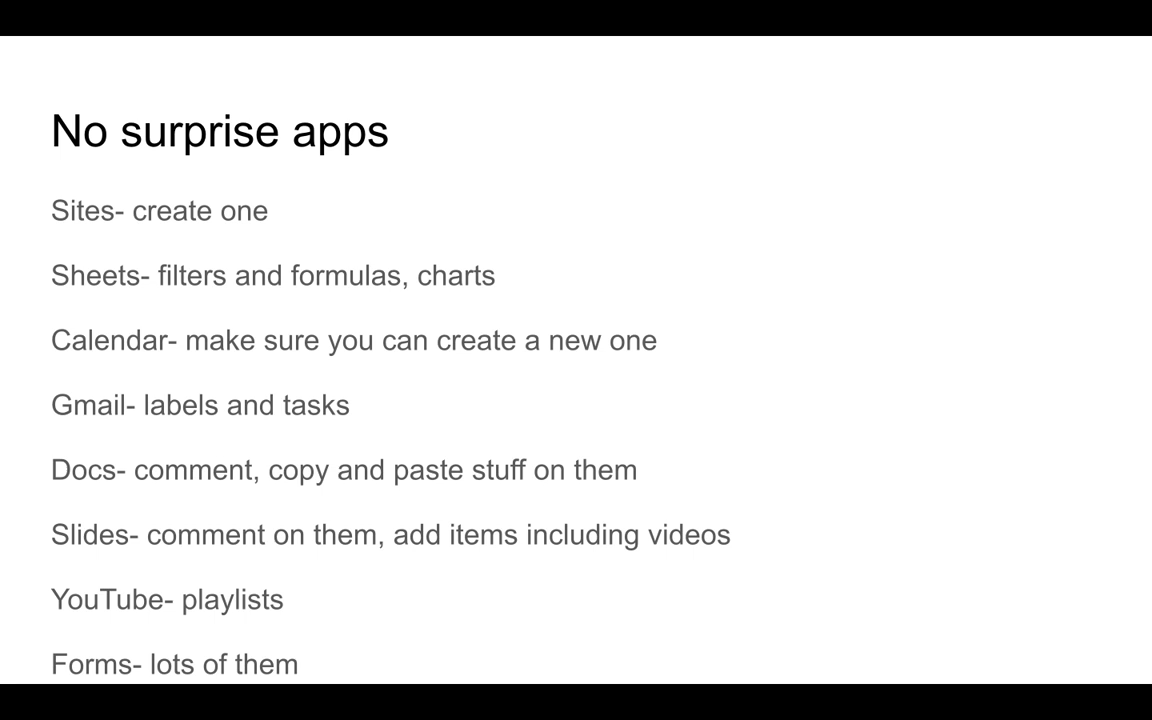 No surprise apps
Sites- create one
Sheets- filters and formulas, charts
Calendar- make sure you can create a new one
Gmail- labels and tasks
Docs- comment, copy and paste stuff on them
Slides- comment on them, add items including videos
YouTube- playlists
Forms- lots of them